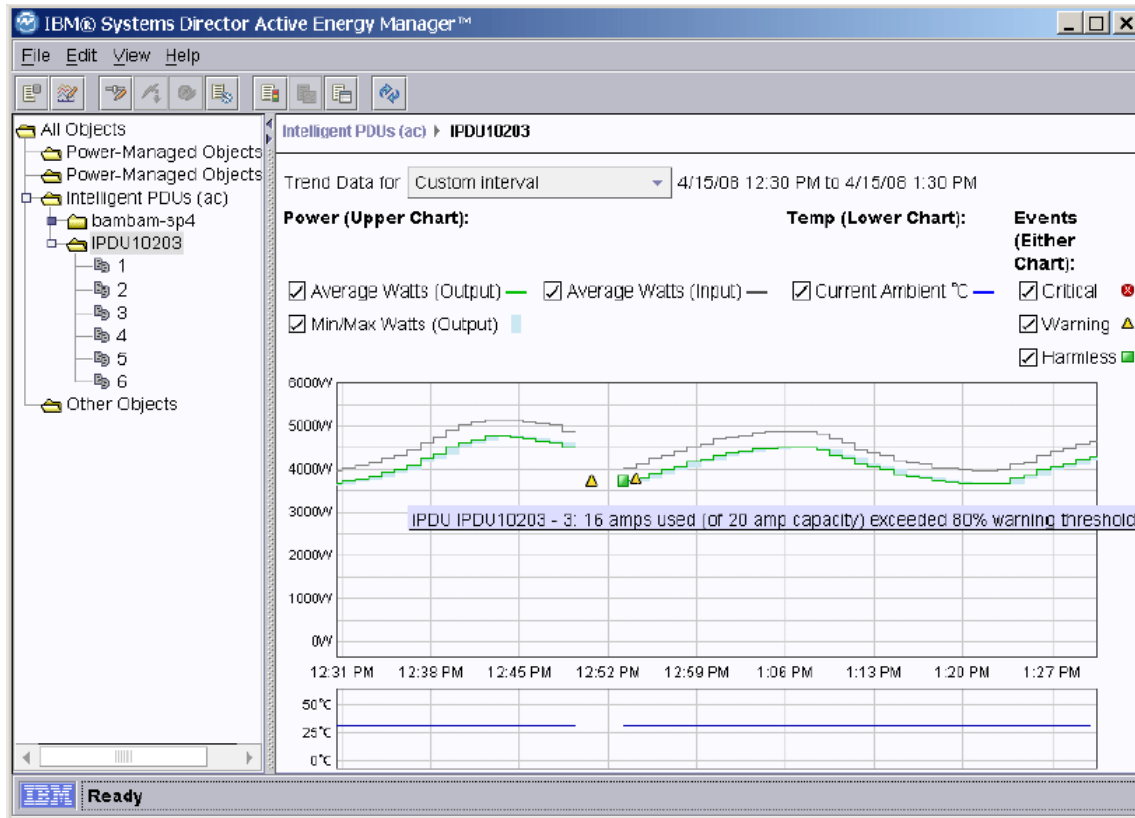 IBM® Systems Director Active Energy Manager™
File Edit View Help
All Objects
Power-Managed Objects
Power-Managed Objects
Intelligent PDUs (ac)
bambam-sp4
IPDU10203
1
2
3
4
5
6
Other Objects
Intelligent PDUs (ac) IPDU10203
Trend Data for Custom interval 4/15/08 12:30 PM to 4/15/08 1:30 PM
Power (Upper Chart): Temp (Lower Chart): Events (Either Chart):
Average Watts (Output) Average Watts (Input) Current Ambient °C Critical
Min/Max Watts (Output) Warning
Harmless
6000W
5000W
4000W
3000W
IPDU IPDU10203 - 3: 16 amps used (of 20 amp capacity) exceeded 80% warning threshold
2000W
1000W
0W
12:31 PM 12:38 PM 12:45 PM 12:52 PM 12:59 PM 1:06 PM 1:13 PM 1:20 PM 1:27 PM
50°C
25°C
0°C
IBM Ready